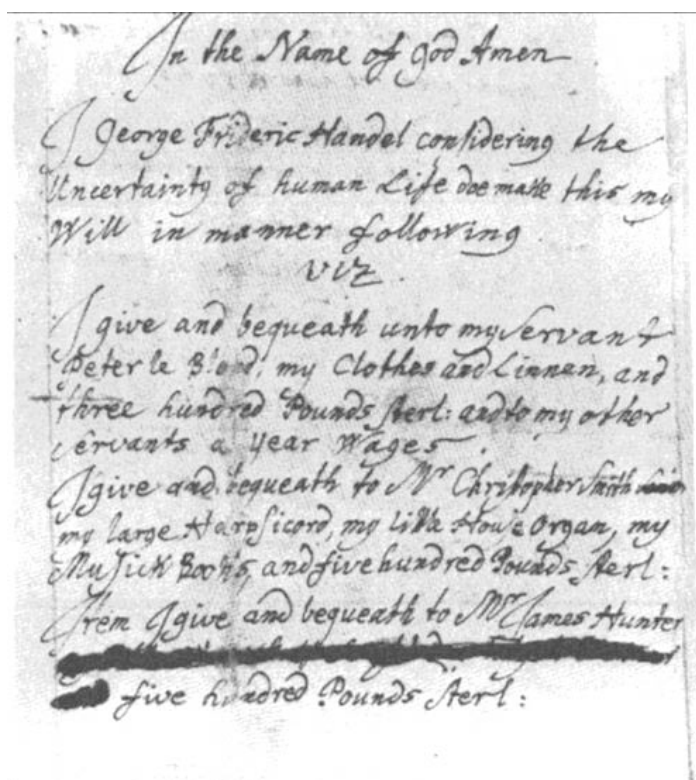 In the Name of God Amen
I George Frideric Handel considering the
Uncertainty of human Life doe make this my
Will in manner following
viz.
I give and bequeath unto my Servant
Peter le Blond, my Clothes and Linnen, and
three hundred Pounds sterl: and to my other
servants a year Wages.
I give and bequeath to Mr Christopher Smith
my large Harpsicord, my little House Organ, my
Musick Books, and five hundred Pounds sterl:
Item I give and bequeath to Mr James Hunter
five hundred Pounds sterl: